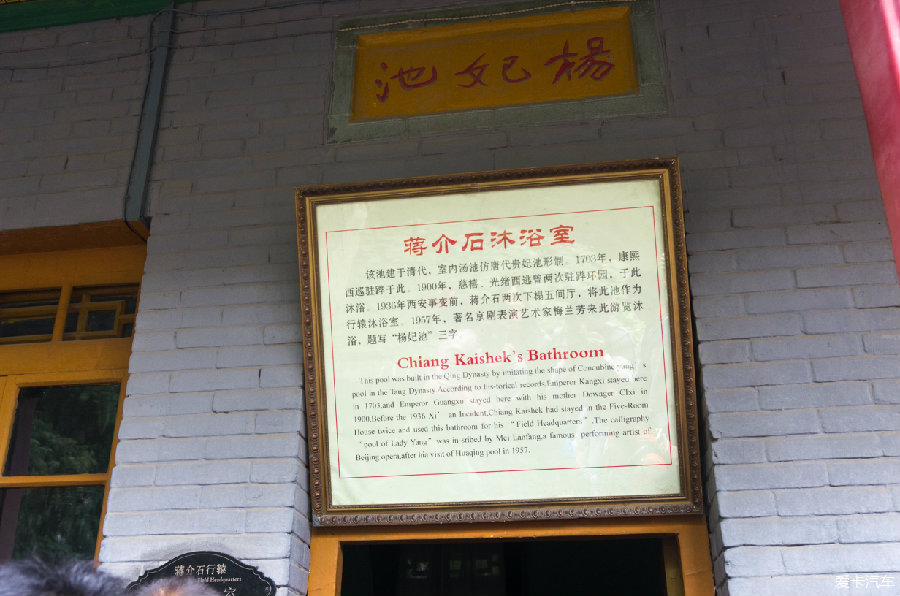 楊妃池
蒋介石沐浴室
该池建于清代，室内汤池仿唐代贵妃池形制。1703年，康熙
西巡驻跸于此。1900年，慈禧、光绪西逃曾两次驻跸环园，于此
沐浴。1936年西安事变前，蒋介石两次下榻五间厅，将此池作为
行辕沐浴室。1957年，著名京剧表演艺术家梅兰芳来此游览沐
浴，题写“杨妃池”三字。
Chiang Kaishek's Bathroom
This pool was built in the Qing Dynasty by imitating the shape of Concubine yang's
pool in the Tang Dynasty.According to his-torical records,Emperor Kangxi stayed here
in 1703,and Emperor Guangxu stayed here with his mother Dowager Cixi in
1900.Before the 1936 Xi'an Incident,Chiang Kaishek had stayed in the Five-Room
House twice and used this bathroom for his “Field Headquarters”.The calligraphy
“pool of Lady Yang”was in-stribed by Mei Lanfang,a famous performing artist of
Beijing opera,after his visit of Huaqing pool in 1957.
蒋介石行辕
Field Headquarters
爱卡汽车